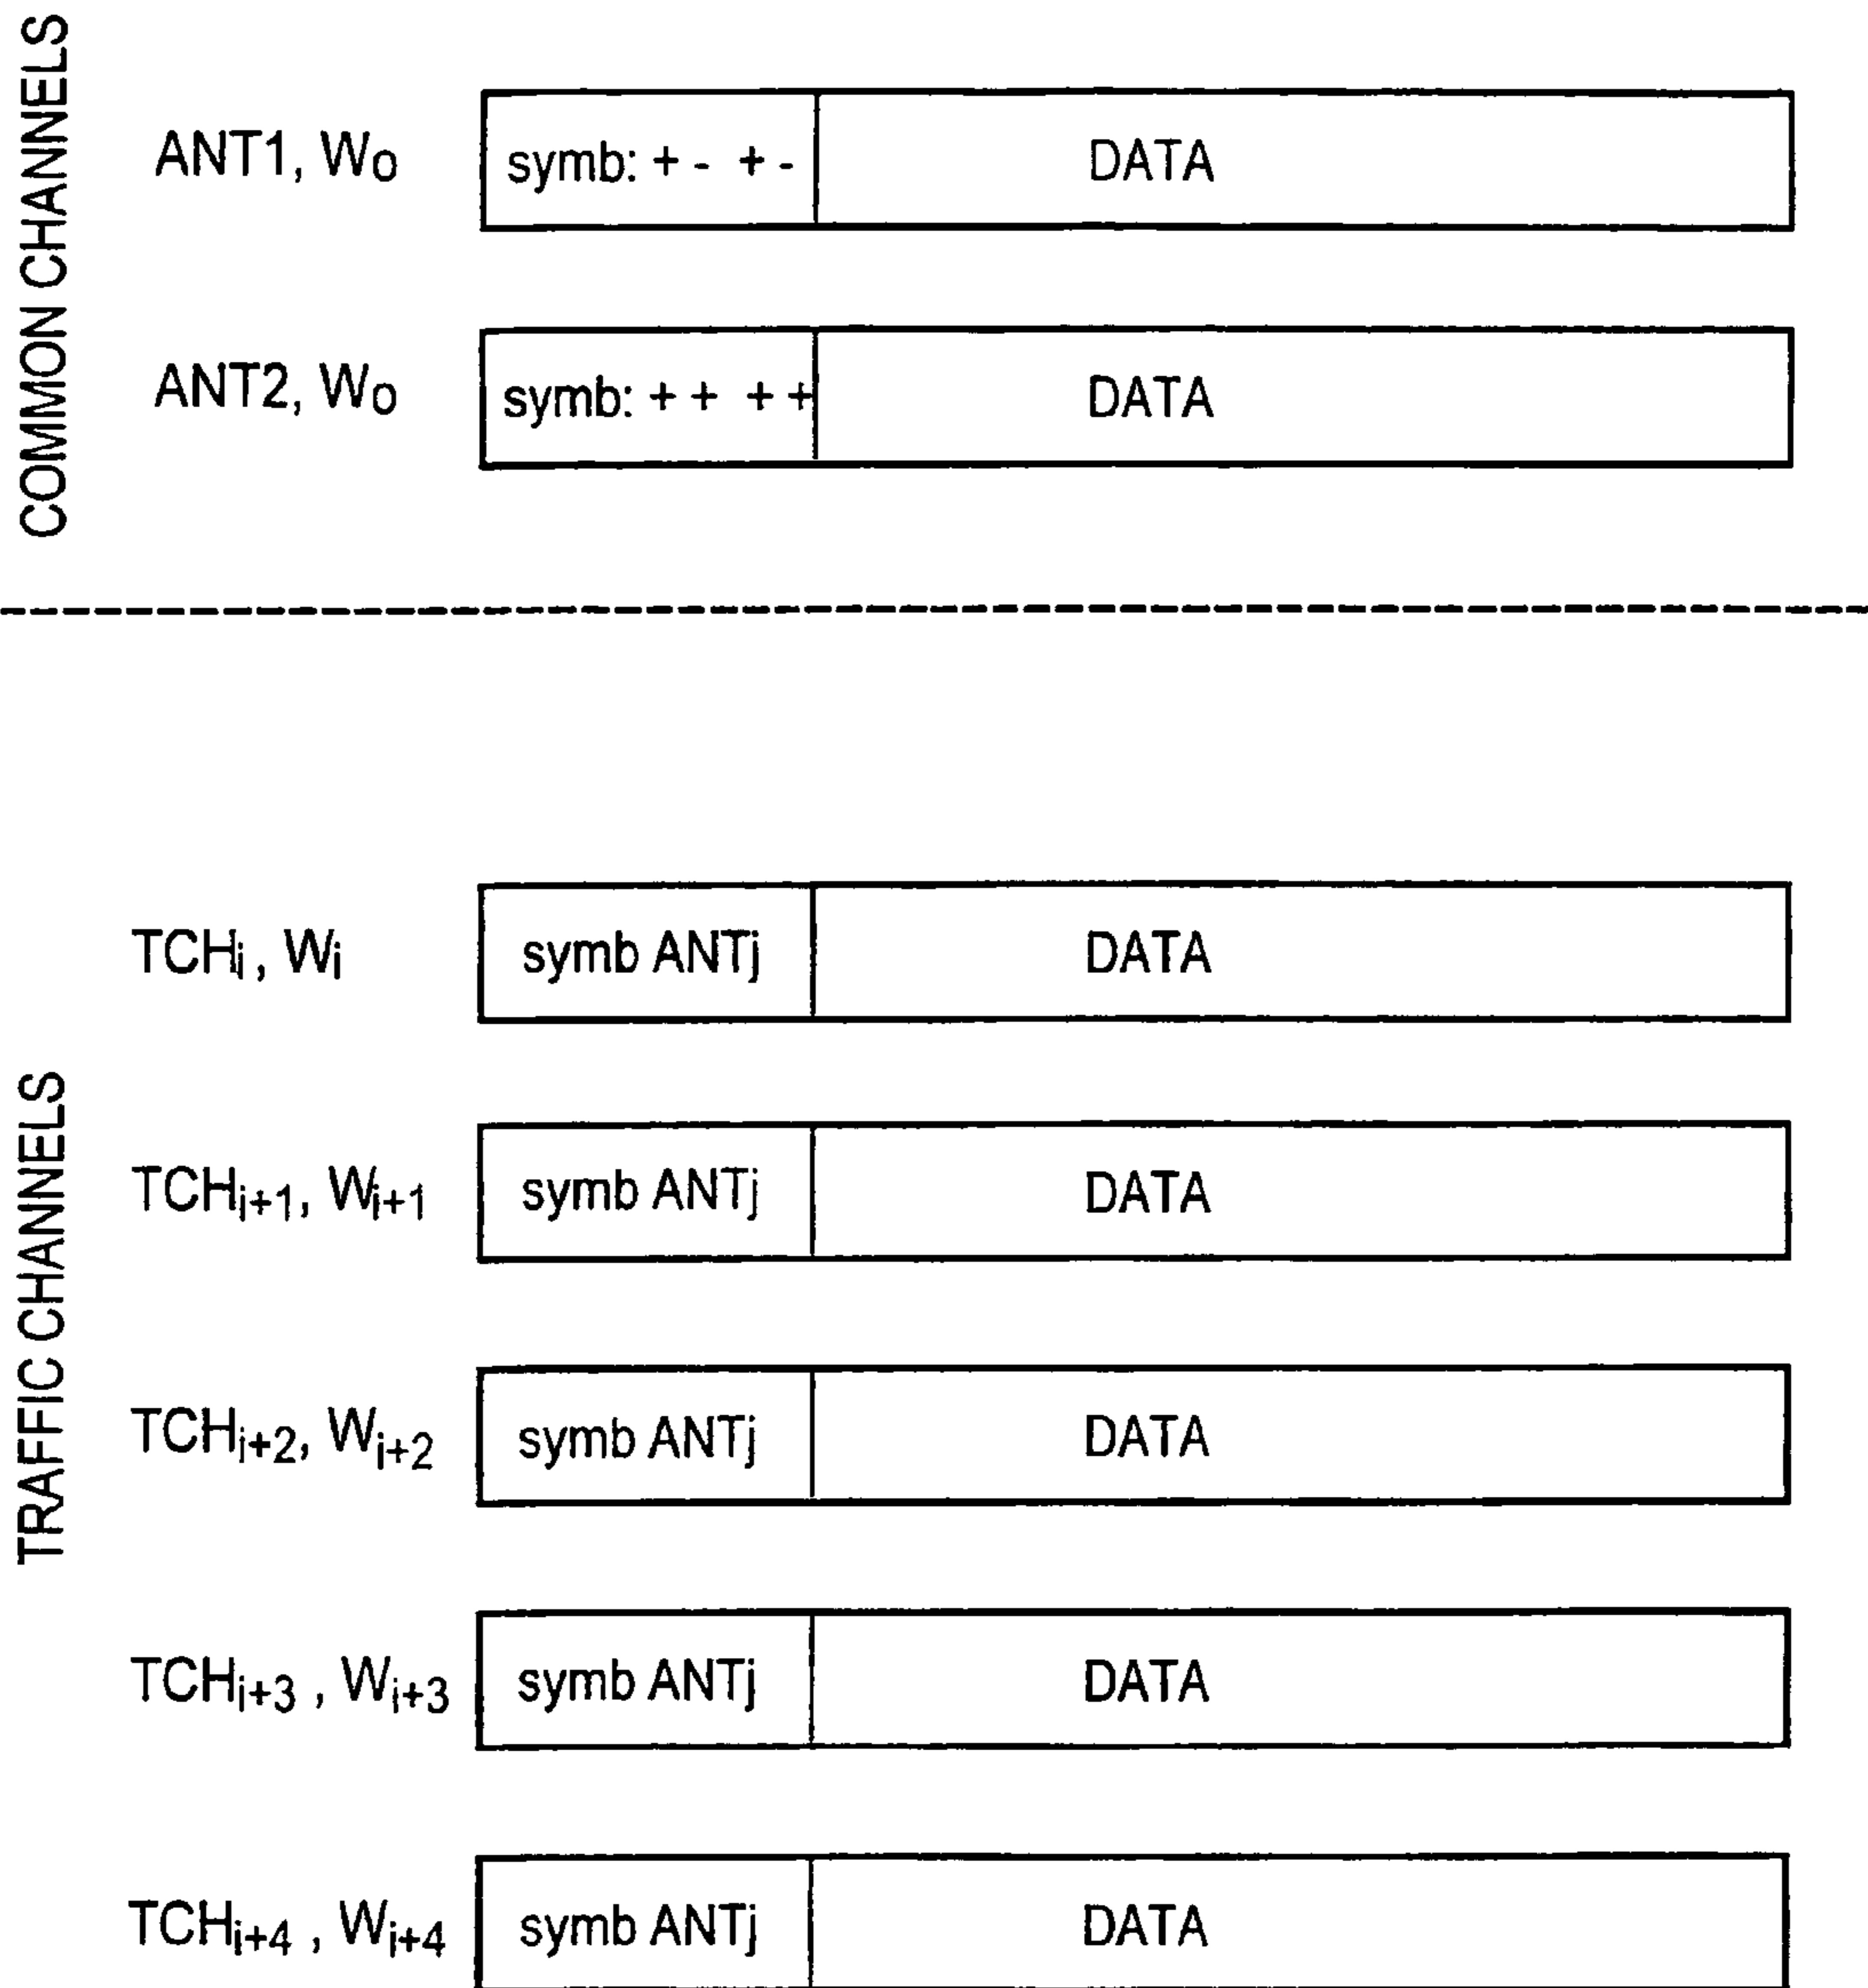 COMMON CHANNELS
ANT1, W₀ symb: + - + - DATA
ANT2, W₀ symb: + + + + DATA
TRAFFIC CHANNELS
TCHᵢ, Wᵢ symb ANTj DATA
TCHᵢ₊₁, Wᵢ₊₁ symb ANTj DATA
TCHᵢ₊₂, Wᵢ₊₂ symb ANTj DATA
TCHᵢ₊₃, Wᵢ₊₃ symb ANTj DATA
TCHᵢ₊₄, Wᵢ₊₄ symb ANTj DATA